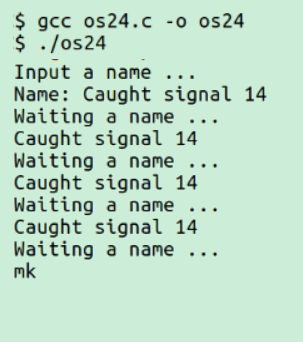 $ gcc os24.c -o os24
$ ./os24
Input a name ...
Name: Caught signal 14
Waiting a name ...
Caught signal 14
Waiting a name ...
Caught signal 14
Waiting a name ...
Caught signal 14
Waiting a name ...
mk